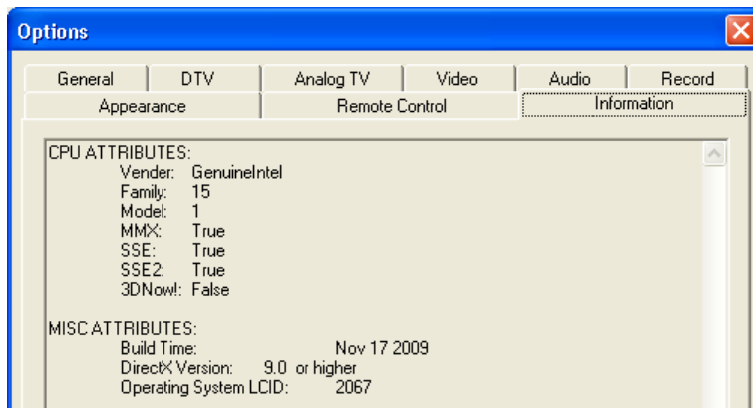 Options
General DTV Analog TV Video Audio Record
Appearance Remote Control Information
CPU ATTRIBUTES:
Vender: GenuineIntel
Family: 15
Model: 1
MMX: True
SSE: True
SSE2: True
3DNow!: False
MISC ATTRIBUTES:
Build Time: Nov 17 2009
DirectX Version: 9.0 or higher
Operating System LCID: 2067